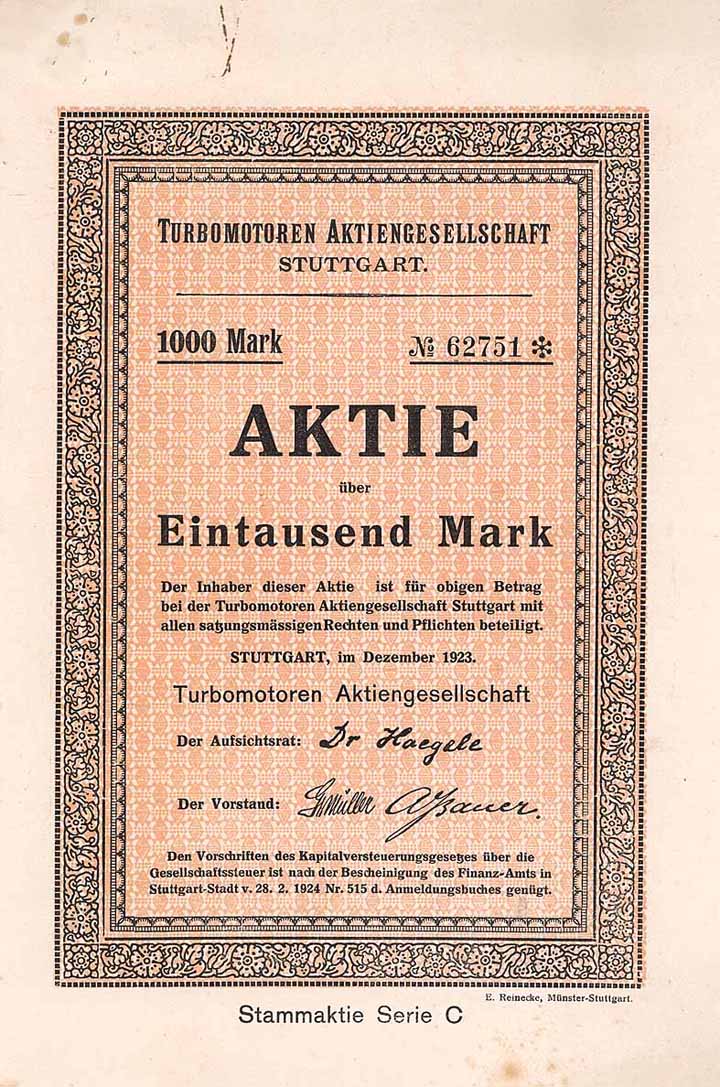 TURBOMOTOREN AKTIENGESELLSCHAFT
STUTTGART.
1000 Mark
№ 62751 ✻
AKTIE
über
Eintausend Mark
Der Inhaber dieser Aktie ist für obigen Betrag
bei der Turbomotoren Aktiengesellschaft Stuttgart mit
allen satzungsmässigen Rechten und Pflichten beteiligt.
STUTTGART, im Dezember 1923.
Turbomotoren Aktiengesellschaft
Der Aufsichtsrat: Dr Haegele
Der Vorstand:
Den Vorschriften des Kapitalversteuerungsgesetzes über die
Gesellschaftssteuer ist nach der Bescheinigung des Finanz-Amts in
Stuttgart-Stadt v. 28. 2. 1924 Nr. 515 d. Anmeldungsbuches genügt.
E. Reinecke, Münster-Stuttgart.
Stammaktie Serie C